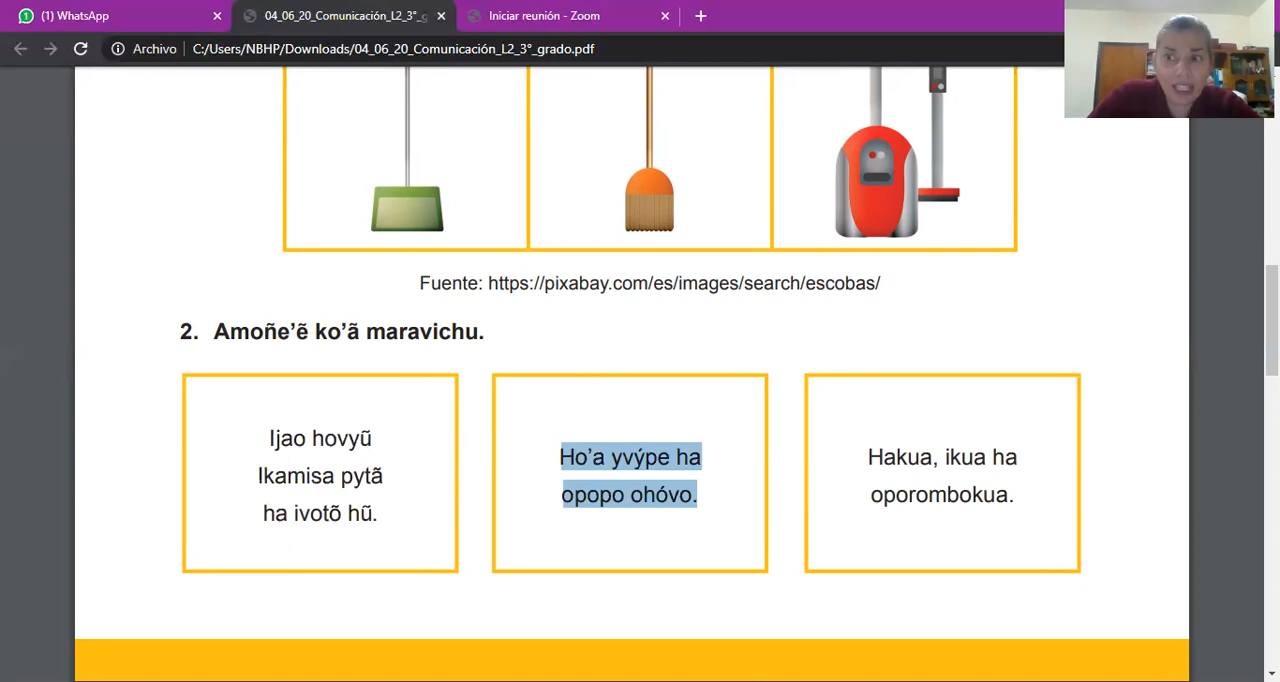 (1) WhatsApp
04_06_20_Comunicación_L2_3°_g
Iniciar reunión - Zoom
Archivo
C:/Users/NBHP/Downloads/04_06_20_Comunicación_L2_3°_grado.pdf
Fuente: https://pixabay.com/es/images/search/escobas/
2. Amoñe’ẽ ko’ã maravichu.
Ijao hovyũ
Ikamisa pytã
ha ivotõ hũ.
Ho’a yvýpe ha
opopo ohóvo.
Hakua, ikua ha
oporombokua.